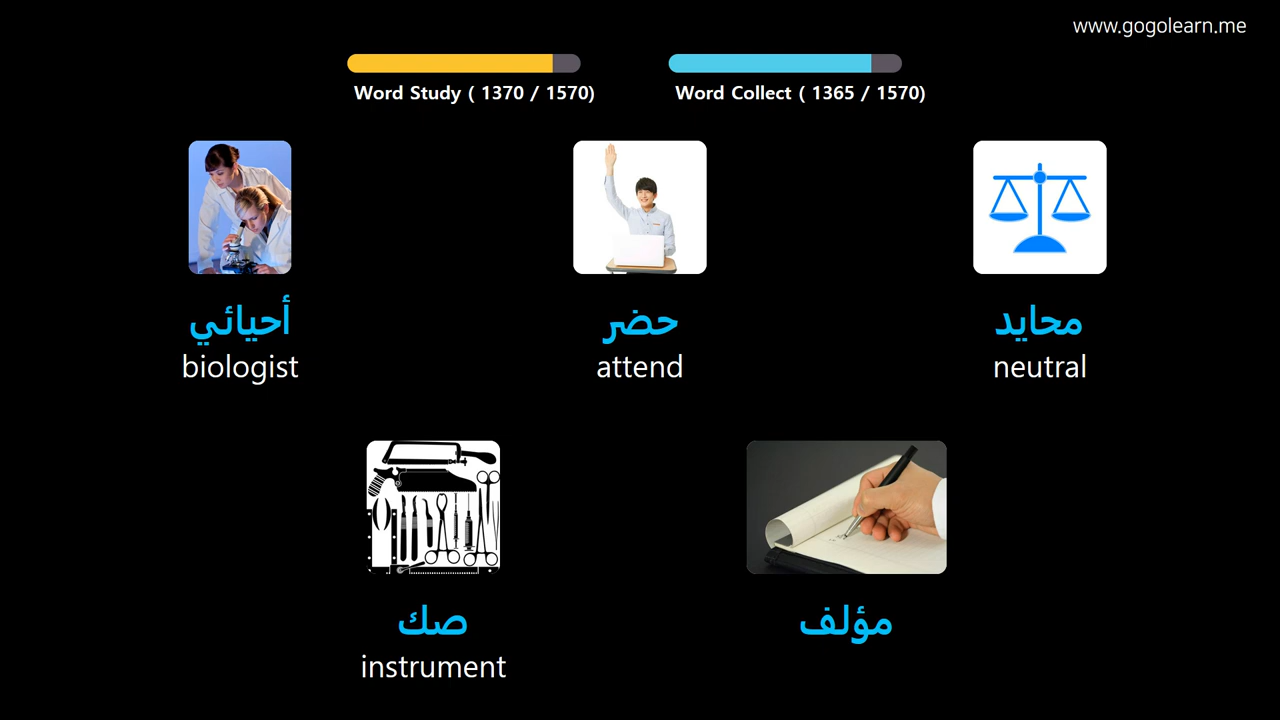 www.gogolearn.me
Word Study ( 1370 / 1570)
Word Collect ( 1365 / 1570)
أحيائي
biologist
حضر
attend
محايد
neutral
صك
instrument
مؤلف